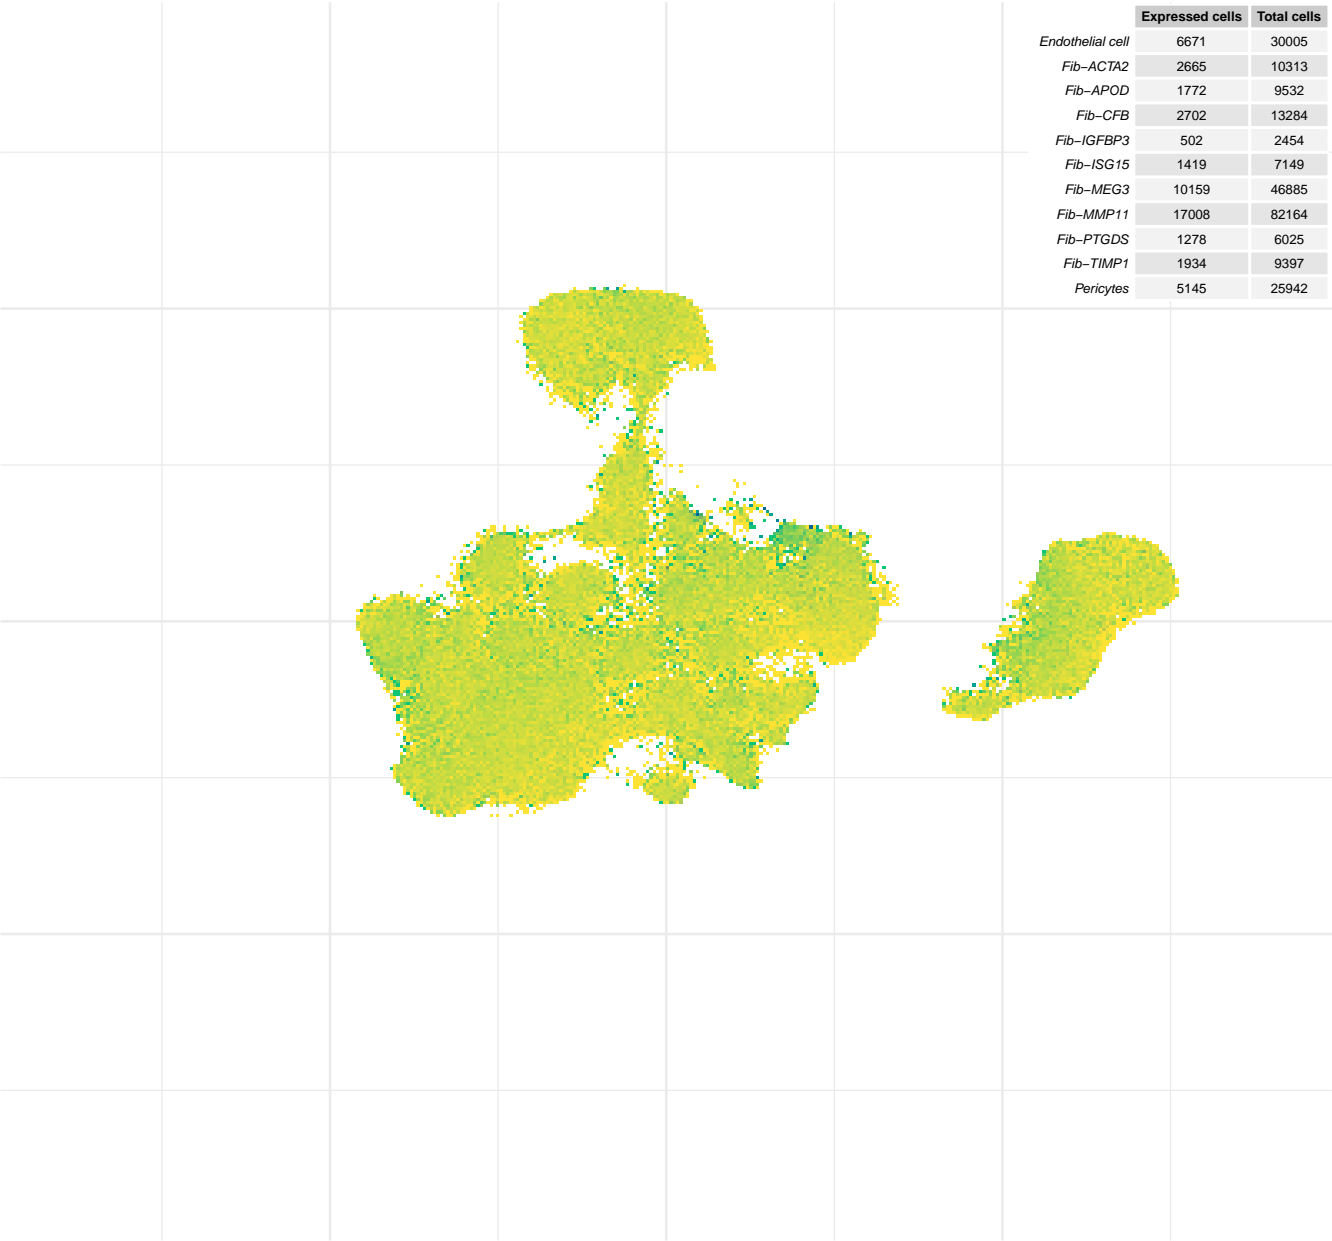 Expressed cells Total cells
Endothelial cell 6671 30005
Fib−ACTA2 2665 10313
Fib−APOD 1772 9532
Fib−CFB 2702 13284
Fib−IGFBP3 502 2454
Fib−ISG15 1419 7149
Fib−MEG3 10159 46885
Fib−MMP11 17008 82164
Fib−PTGDS 1278 6025
Fib−TIMP1 1934 9397
Pericytes 5145 25942